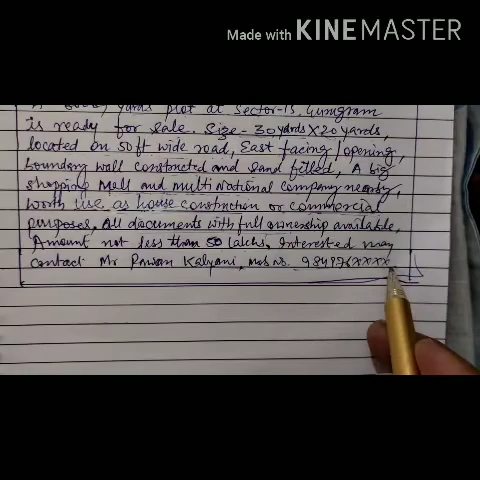 Made with KINEMASTER
yards plot at Sector-15, Gurugram
is ready for sale. Size - 30 yards X 20 yards,
located on 50ft wide road, East facing / opening,
boundary wall constructed and sand filled, A big
shopping Mall and multi National company nearby,
worth use as house construction or commercial
purposes, All documents with full ownership available,
Amount not less than 50 lakhs, Interested may
contact Mr Pawan Kalyani, Mob no. 984976XXXX